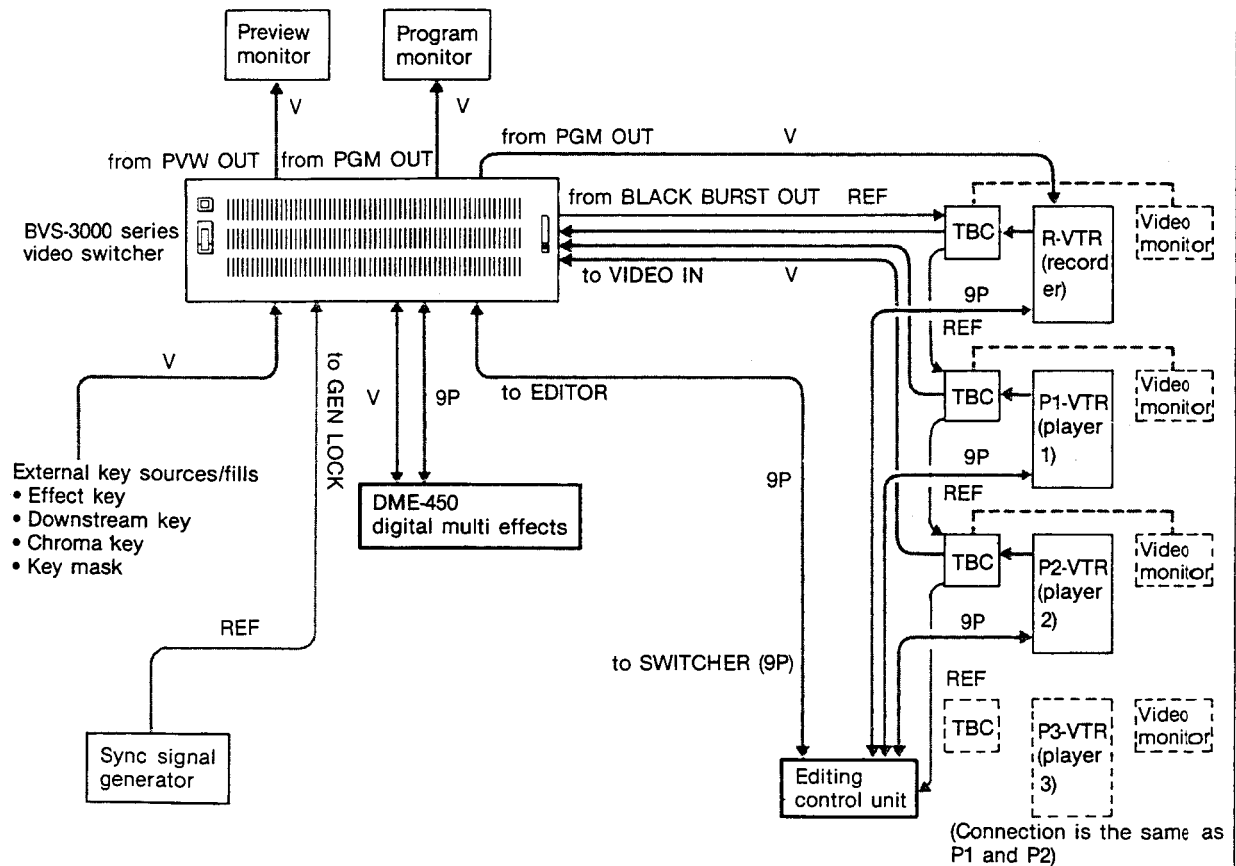 Preview
monitor
Program
monitor
V
V
from PVW OUT
from PGM OUT
from PGM OUT
V
BVS-3000 series
video switcher
from BLACK BURST OUT
REF
to VIDEO IN
V
TBC
R-VTR
(record
er)
Video
monitor
9P
REF
V
to GEN LOCK
V
9P
to EDITOR
TBC
P1-VTR
(player
1)
Video
monitor
External key sources/fills
• Effect key
• Downstream key
• Chroma key
• Key mask
DME-450
digital multi effects
9P
9P
REF
TBC
P2-VTR
(player
2)
Video
monitor
REF
9P
to SWITCHER (9P)
REF
TBC
P3-VTR
(player
3)
Video
monitor
Sync signal
generator
Editing
control unit
(Connection is the same as
P1 and P2)